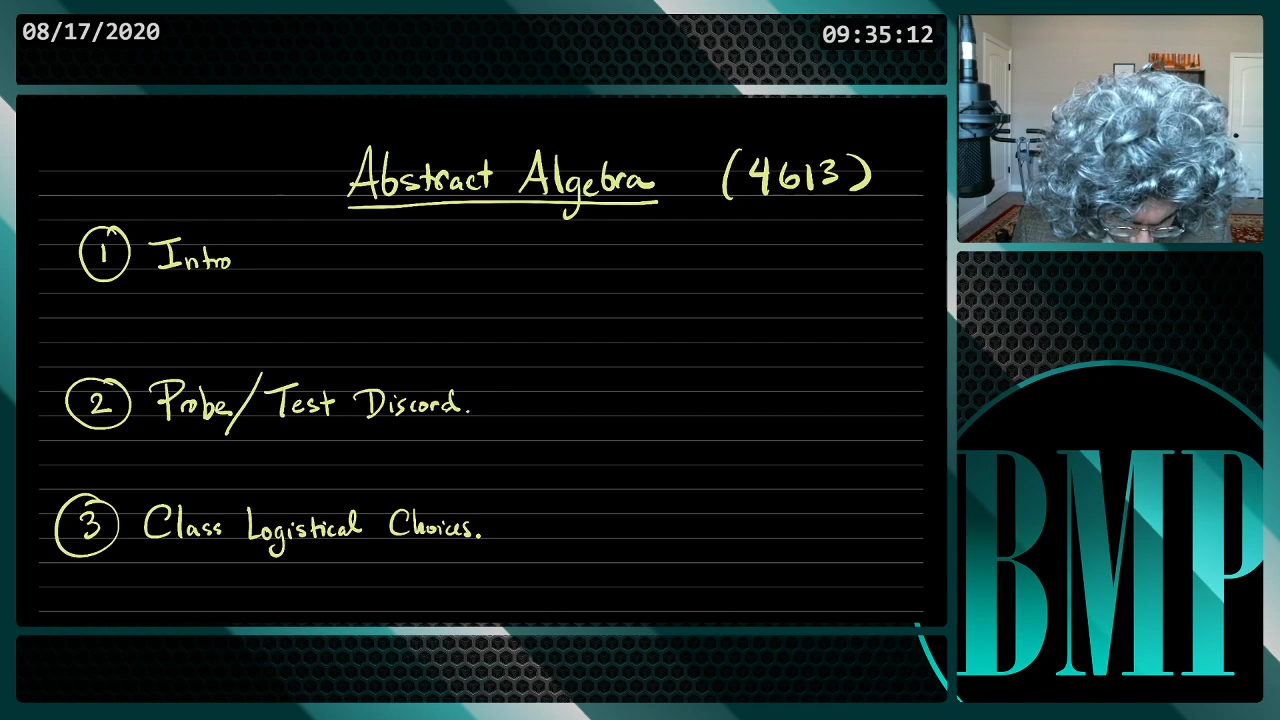 08/17/2020
09:35:12
Abstract Algebra (4613)
1 Intro
2 Probe/Test Discord.
3 Class Logistical Choices.
BMP